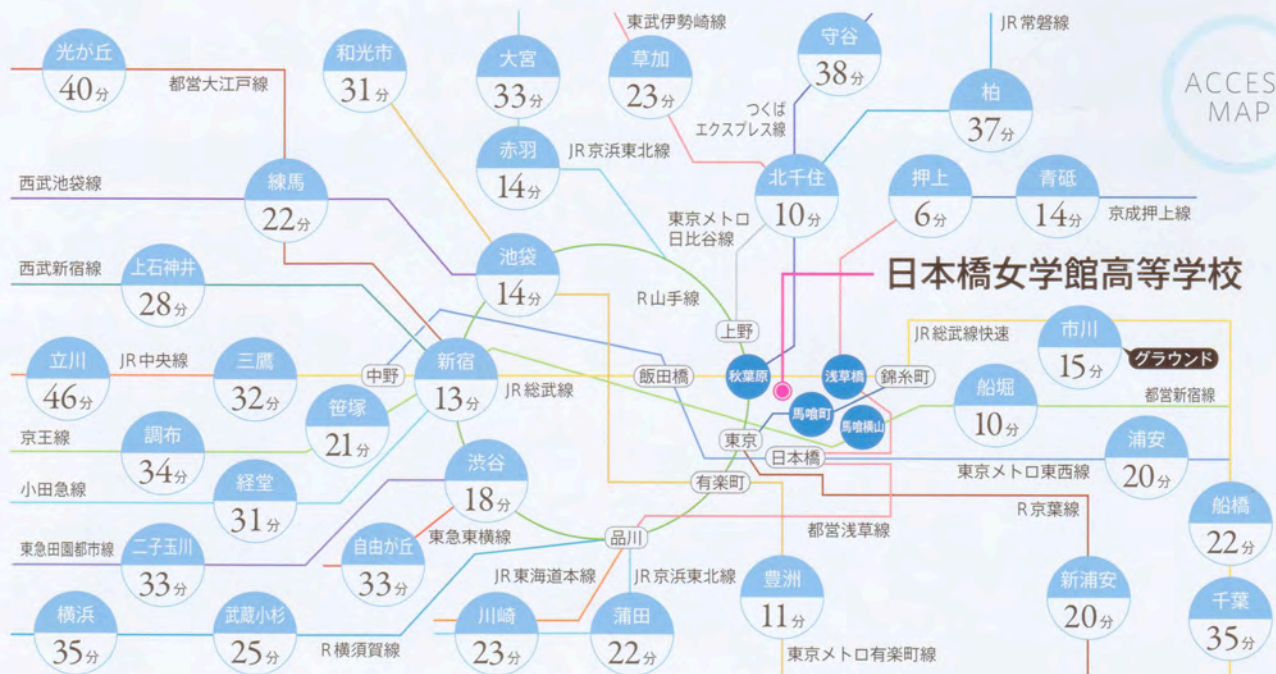 東武伊勢崎線
JR常磐線
光が丘
40分
都営大江戸線
和光市
31分
大宮
33分
草加
23分
守谷
38分
つくば
エクスプレス線
柏
37分
ACCES
MAP
赤羽
14分
JR京浜東北線
西武池袋線
練馬
22分
北千住
10分
押上
6分
青砥
14分
京成押上線
東京メトロ
日比谷線
西武新宿線
上石神井
28分
池袋
14分
R山手線
日本橋女学館高等学校
上野
JR総武線快速
市川
15分
グラウンド
立川
46分
JR中央線
三鷹
32分
中野
新宿
13分
JR総武線
飯田橋
秋葉原
浅草橋
錦糸町
笹塚
21分
馬喰町
馬喰横山
船堀
10分
都営新宿線
京王線
調布
34分
東京
日本橋
浦安
20分
東京メトロ東西線
小田急線
経堂
31分
渋谷
18分
有楽町
R京葉線
船橋
22分
都営浅草線
東急田園都市線
二子玉川
33分
自由が丘
33分
東急東横線
品川
JR東海道本線
JR京浜東北線
豊洲
11分
新浦安
20分
千葉
35分
横浜
35分
武蔵小杉
25分
R横須賀線
川崎
23分
蒲田
22分
東京メトロ有楽町線